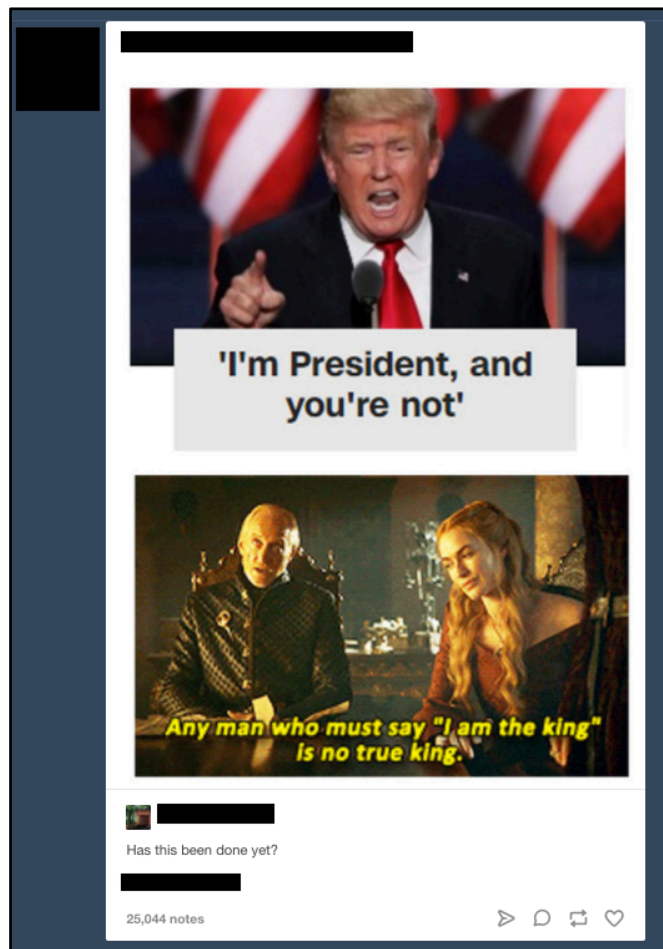 'I'm President, and
you're not'
Any man who must say "I am the king"
is no true king.
Has this been done yet?
25,044 notes